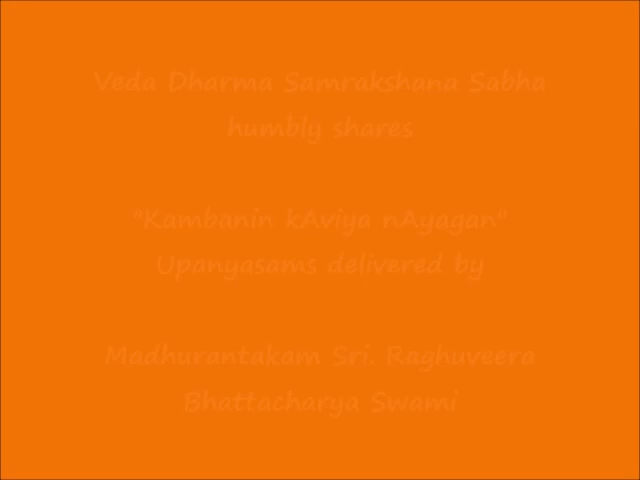 Veda Dharma Samrakshana Sabha
humbly shares
"Kambanin kAviya nAyagan"
Upanyasams delivered by
Madhurantakam Sri. Raghuveera
Bhattacharya Swami